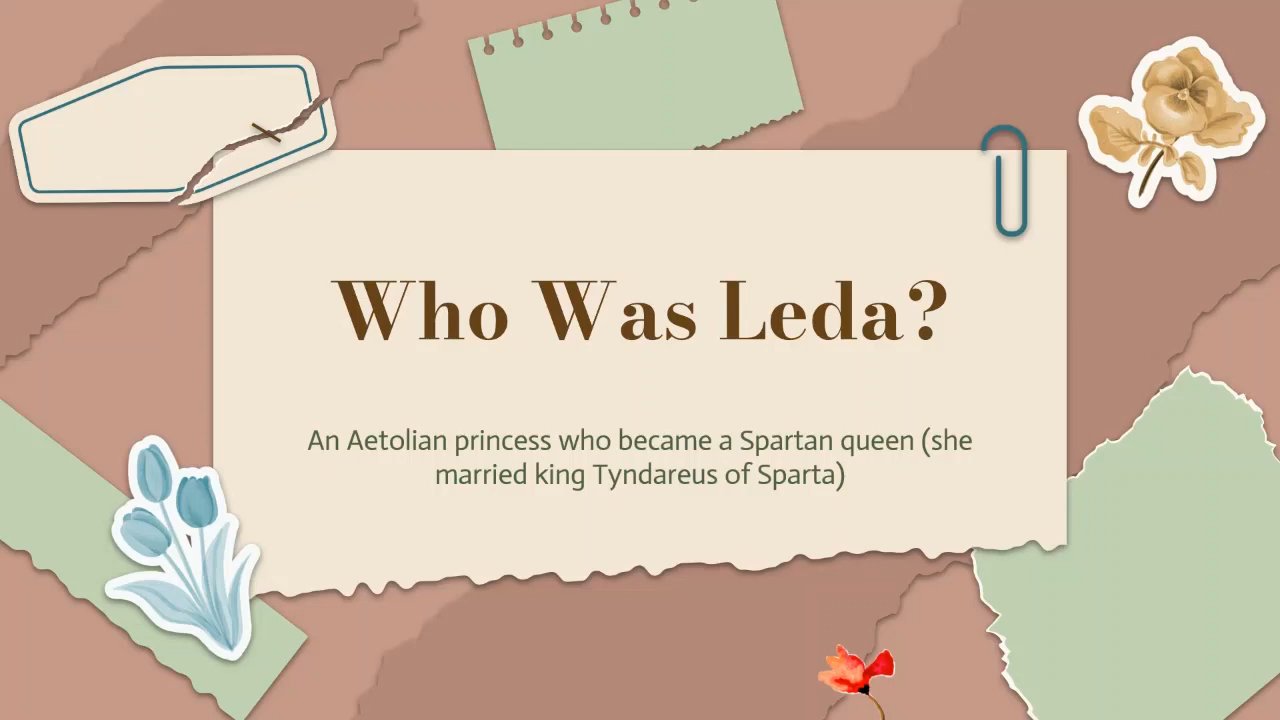 Who Was Leda?
An Aetolian princess who became a Spartan queen (she
married king Tyndareus of Sparta)